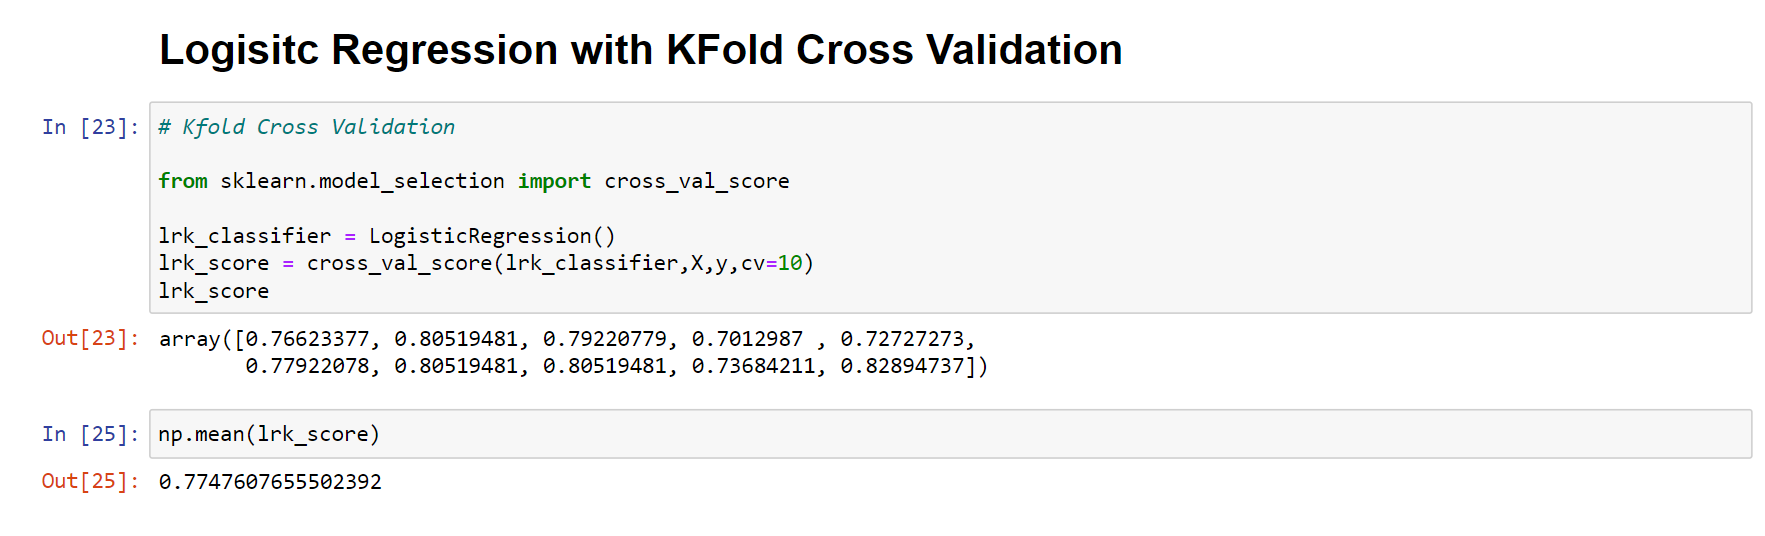 Logisitc Regression with KFold Cross Validation
In [23]:
# Kfold Cross Validation
from sklearn.model_selection import cross_val_score
lrk_classifier = LogisticRegression()
lrk_score = cross_val_score(lrk_classifier,X,y,cv=10)
lrk_score
Out[23]: array([0.76623377, 0.80519481, 0.79220779, 0.7012987 , 0.72727273,
0.77922078, 0.80519481, 0.80519481, 0.73684211, 0.82894737])
In [25]: np.mean(lrk_score)
Out[25]: 0.7747607655502392